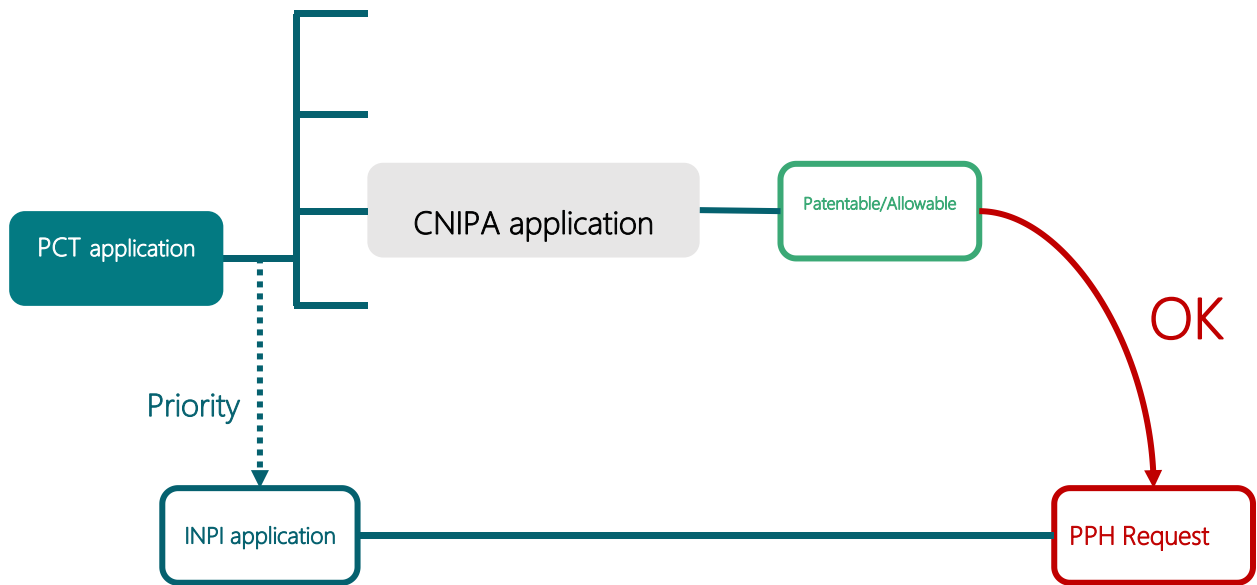 CNIPA application
Patentable/Allowable
PCT application
OK
Priority
INPI application
PPH Request